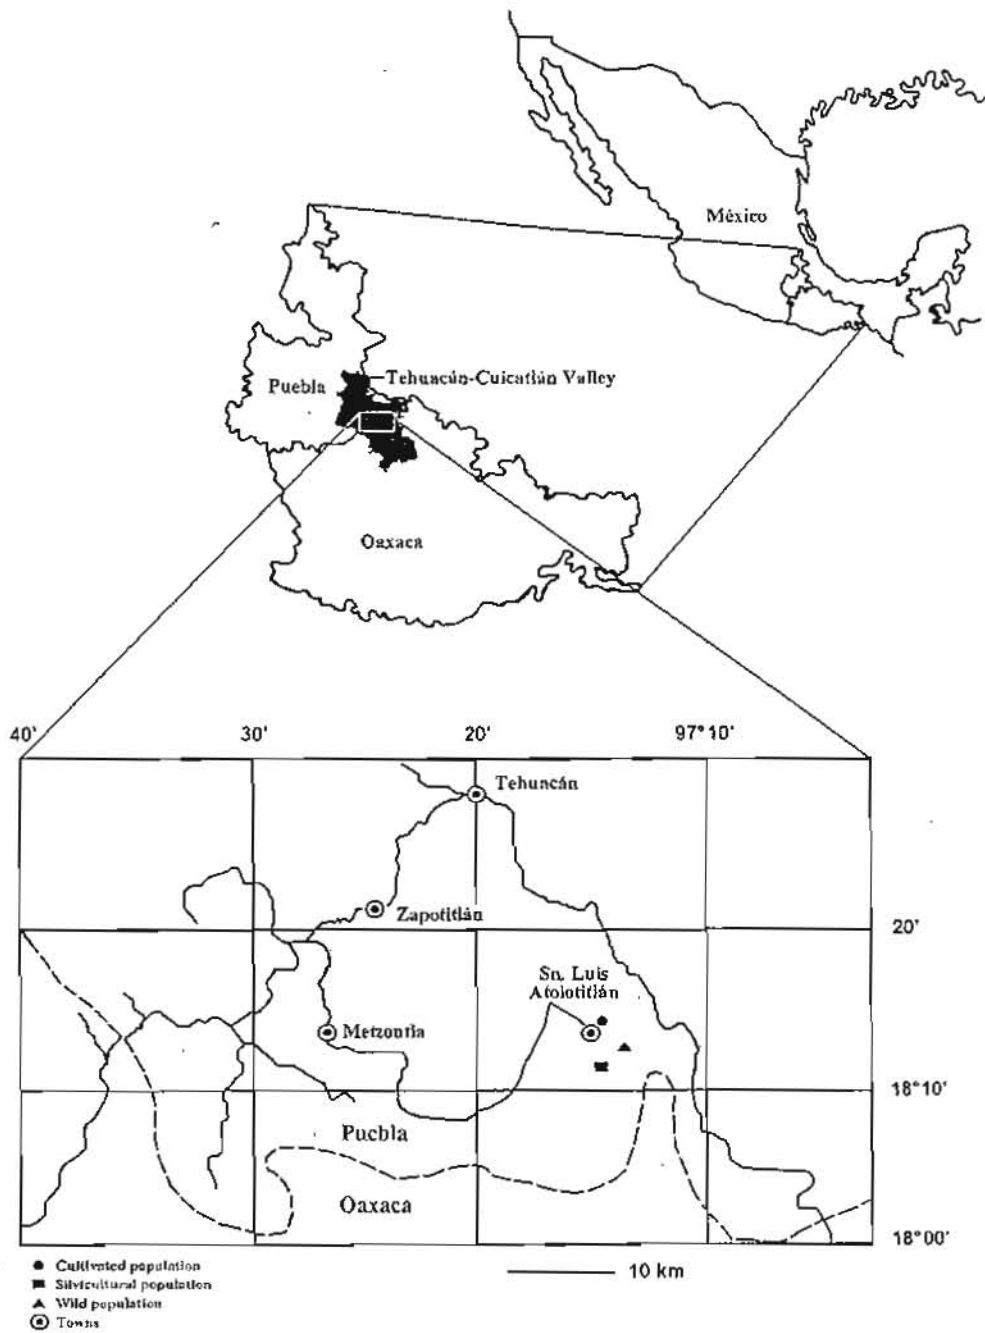 México
Tehuacán-Cuicatlán Valley
Puebla
Oaxaca
40' 30' 20' 97°10'
Tehuncán
Zapotitlán
20'
Sn. Luis
Atolotitlán
Metzontla
18°10'
Puebla
Oaxaca
18°00'
Cultivated population
Silvicultural population
Wild population
Towns
10 km